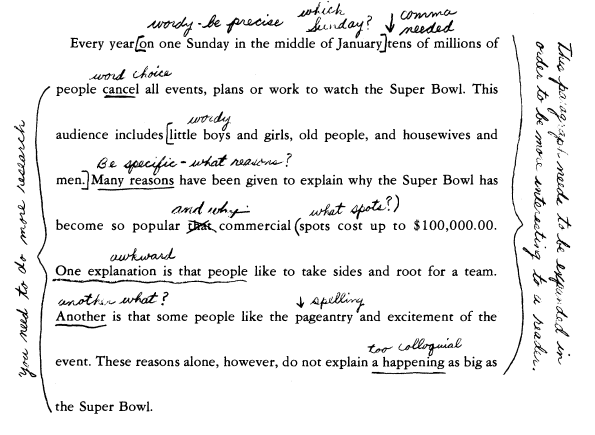 wordy - be precise which Sunday? comma needed
Every year[on one Sunday in the middle of January]tens of millions of
word choice
people cancel all events, plans or work to watch the Super Bowl. This
wordy
audience includes[little boys and girls, old people, and housewives and
Be specific - what reasons?
men.]Many reasons have been given to explain why the Super Bowl has
and why what spots?)
become so popular that commercial (spots cost up to $100,000.00.
awkward
One explanation is that people like to take sides and root for a team.
another what? spelling
Another is that some people like the pageantry and excitement of the
too colloquial
event. These reasons alone, however, do not explain a happening as big as
the Super Bowl.
you need to do more research
This paragraph needs to be expanded in
order to be more interesting to a reader.